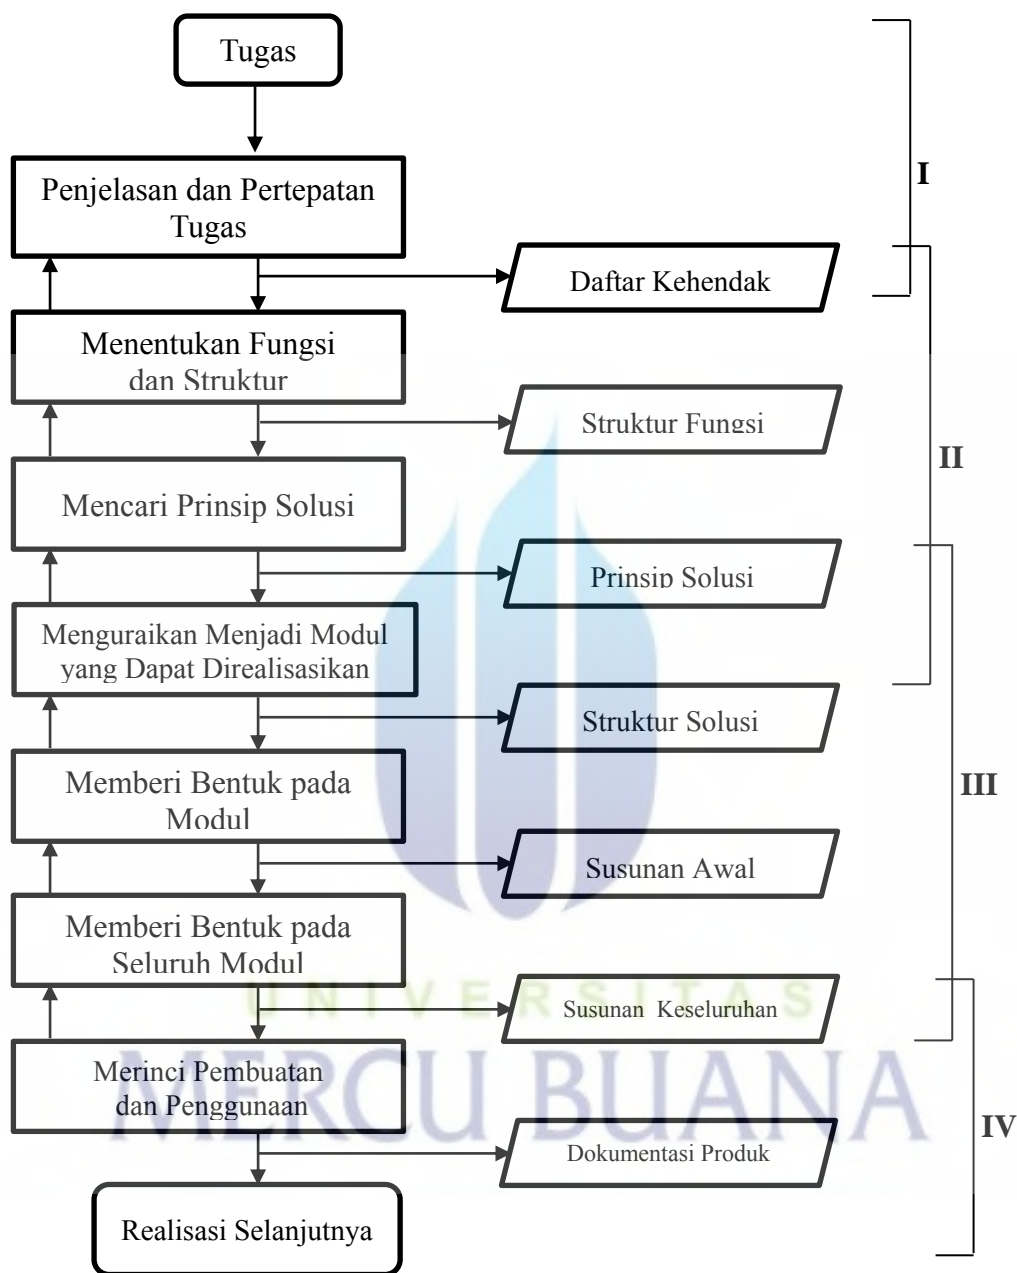 Tugas
I
Penjelasan dan Pertepatan
Tugas
Daftar Kehendak
Menentukan Fungsi
dan Struktur
Struktur Fungsi
II
Mencari Prinsip Solusi
Prinsip Solusi
Menguraikan Menjadi Modul
yang Dapat Direalisasikan
Struktur Solusi
Memberi Bentuk pada
Modul
III
Susunan Awal
Memberi Bentuk pada
Seluruh Modul
UNIVERSITAS
Susunan Keseluruhan
MERCU BUANA
Merinci Pembuatan
dan Penggunaan
IV
Dokumentasi Produk
Realisasi Selanjutnya